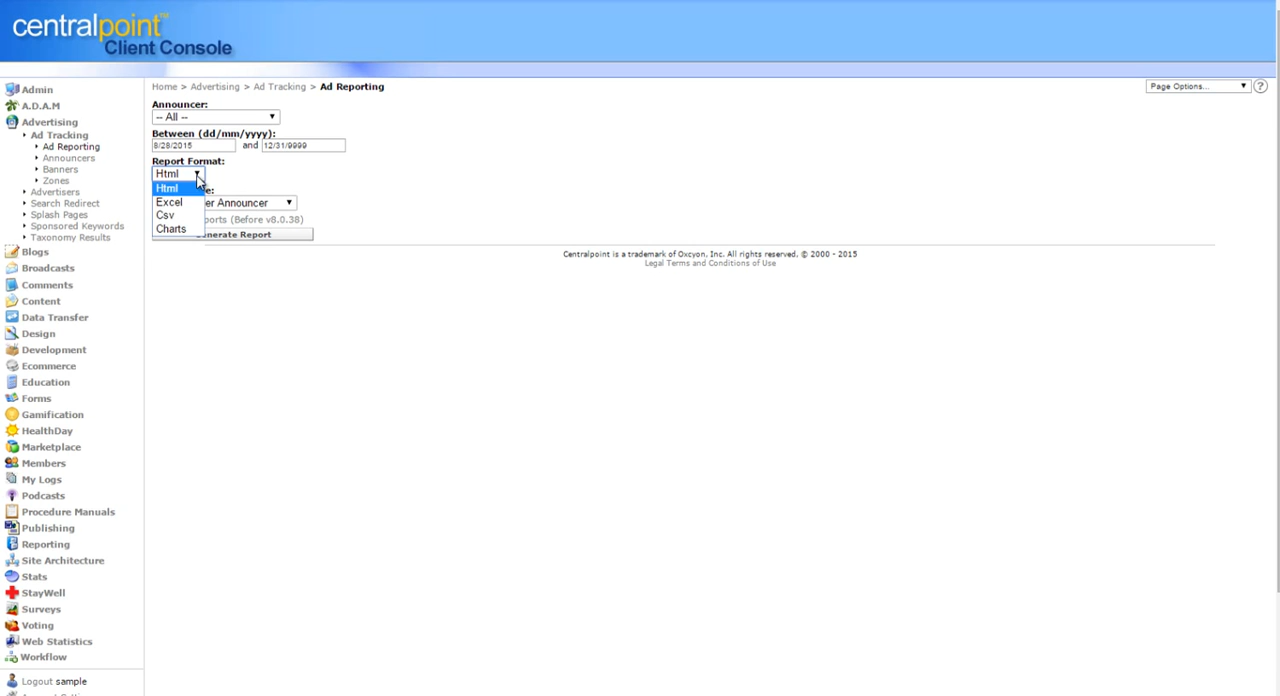 centralpoint™
Client Console
Home > Advertising > Ad Tracking > Ad Reporting
Page Options...
?
Admin
A.D.A.M
Advertising
Ad Tracking
Ad Reporting
Announcers
Banners
Zones
Advertisers
Search Redirect
Splash Pages
Sponsored Keywords
Taxonomy Results
Blogs
Broadcasts
Comments
Content
Data Transfer
Design
Development
Ecommerce
Education
Forms
Gamification
HealthDay
Marketplace
Members
My Logs
Podcasts
Procedure Manuals
Publishing
Reporting
Site Architecture
Stats
StayWell
Surveys
Voting
Web Statistics
Workflow
Logout sample
Announcer:
-- All --
Between (dd/mm/yyyy):
8/28/2015 and 12/31/9999
Report Format:
Html
Html
Excel
Csv
Charts
er Announcer
ports (Before v8.0.38)
enerate Report
Centralpoint is a trademark of Oxcyon, Inc. All rights reserved. © 2000 - 2015
Legal Terms and Conditions of Use